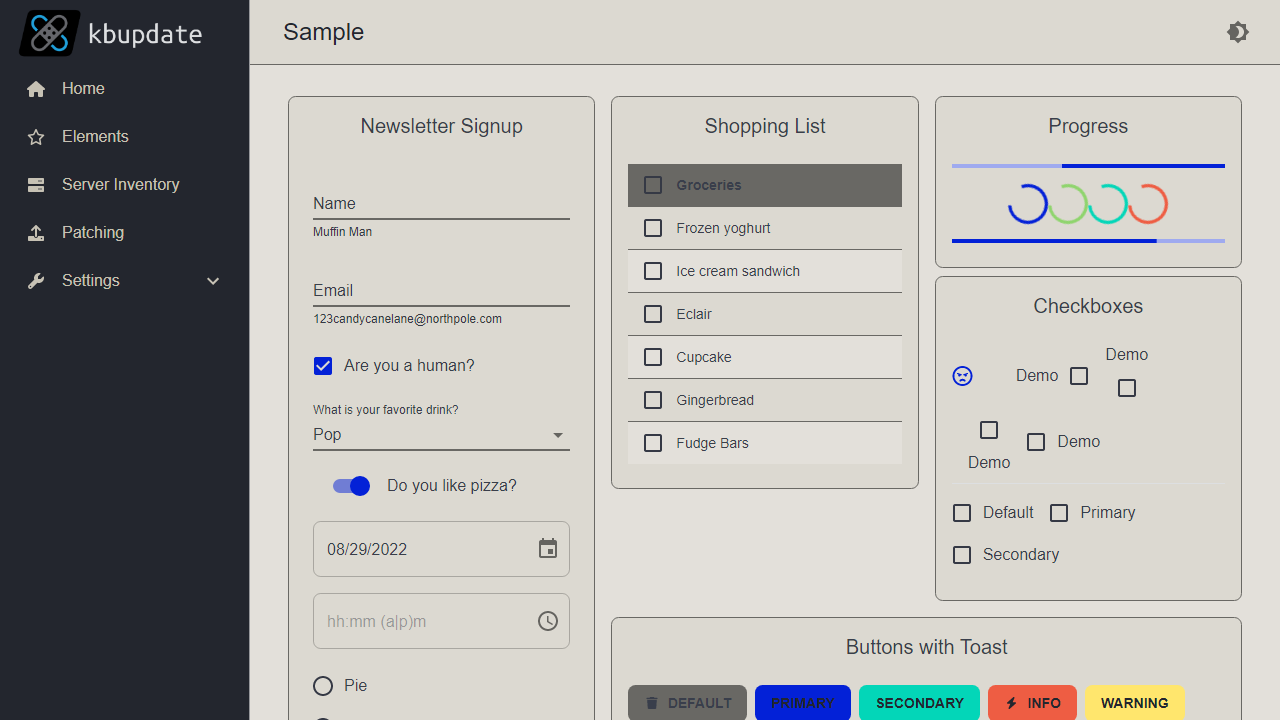 kbupdate
Home
Elements
Server Inventory
Patching
Settings
Sample
Newsletter Signup
Name
Muffin Man
Email
123candycanelane@northpole.com
Are you a human?
What is your favorite drink?
Pop
Do you like pizza?
08/29/2022
hh:mm (a|p)m
Pie
Shopping List
Groceries
Frozen yoghurt
Ice cream sandwich
Eclair
Cupcake
Gingerbread
Fudge Bars
Progress
Checkboxes
Demo
Demo
Demo
Demo
Default
Primary
Secondary
Buttons with Toast
DEFAULT
PRIMARY
SECONDARY
INFO
WARNING